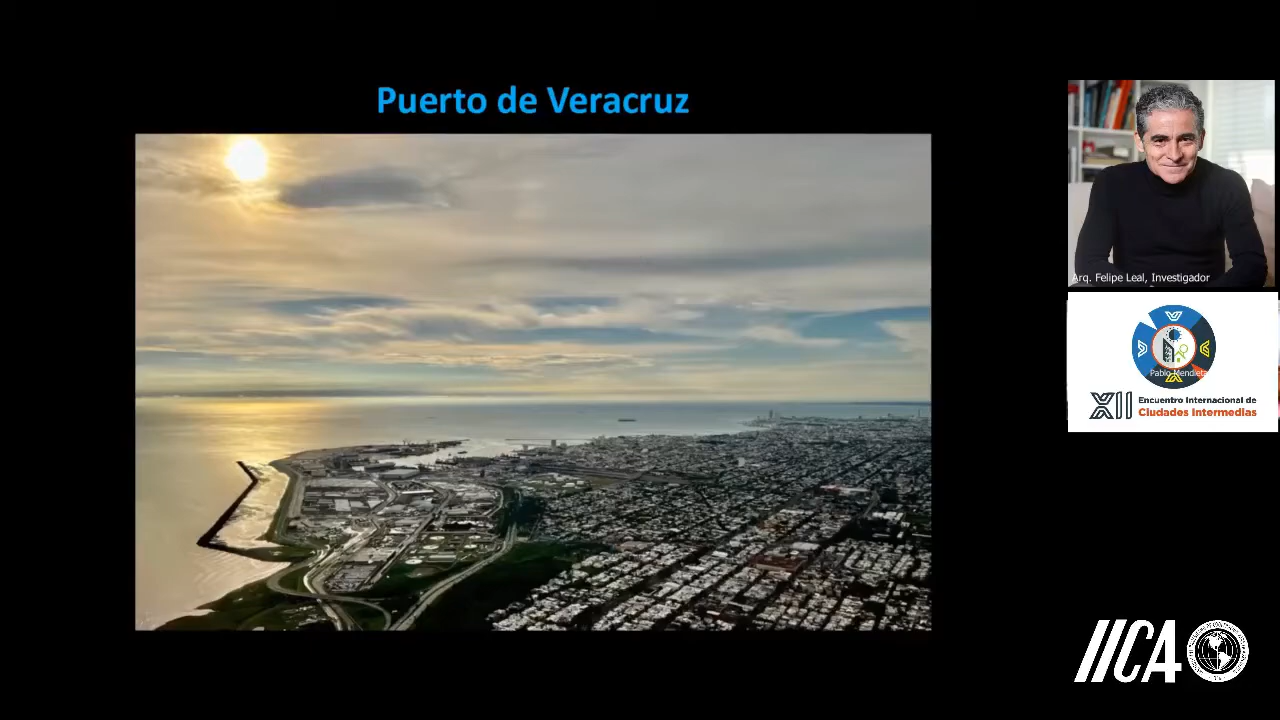 Puerto de Veracruz
Arq. Felipe Leal, Investigador
Pablo Mendieta
XII Encuentro Internacional de
Ciudades Intermedias
IICA